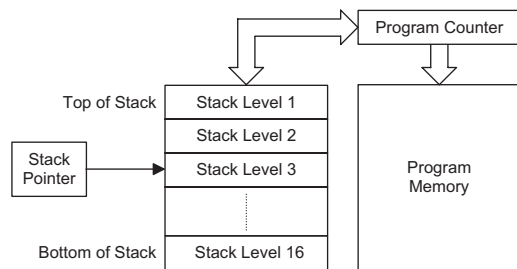 Program Counter
Top of Stack
Stack Level 1
Stack Level 2
Stack
Pointer
Stack Level 3
Program
Memory
Bottom of Stack
Stack Level 16